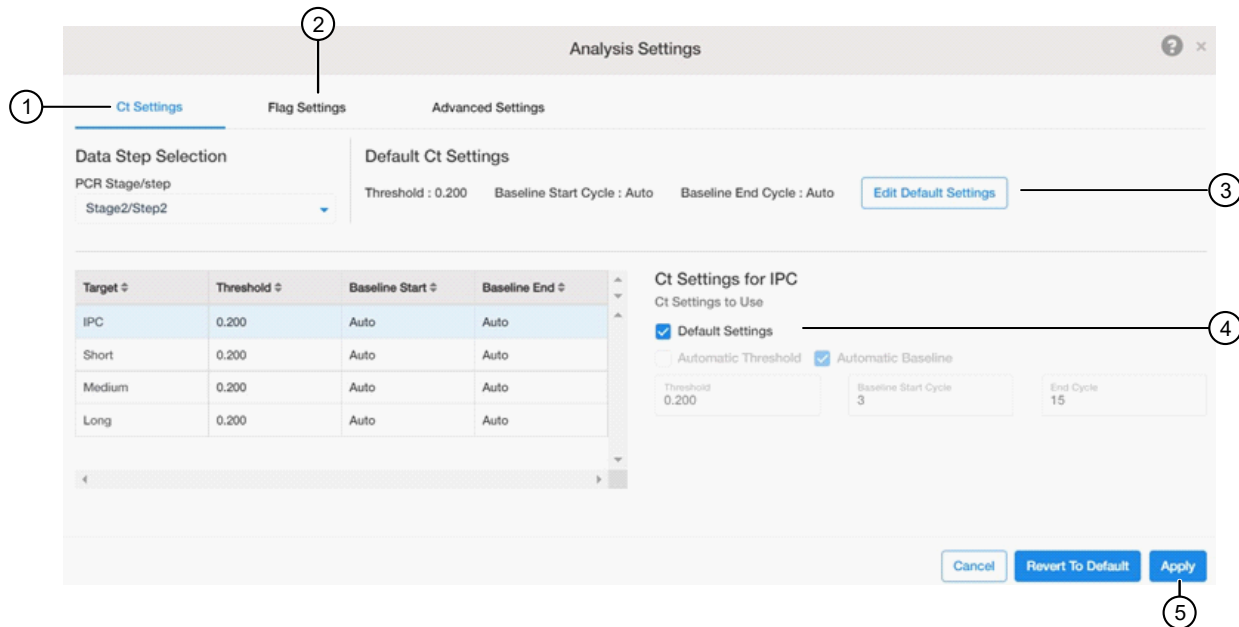 2
Analysis Settings
? ×
1
Ct Settings Flag Settings Advanced Settings
Data Step Selection
PCR Stage/step
Stage2/Step2
Default Ct Settings
Threshold : 0.200 Baseline Start Cycle : Auto Baseline End Cycle : Auto Edit Default Settings
3
Target Threshold Baseline Start Baseline End
IPC 0.200 Auto Auto
Short 0.200 Auto Auto
Medium 0.200 Auto Auto
Long 0.200 Auto Auto
Ct Settings for IPC
Ct Settings to Use
Default Settings
4
Automatic Threshold Automatic Baseline
Threshold Baseline Start Cycle End Cycle
0.200 3 15
Cancel Revert To Default Apply
5